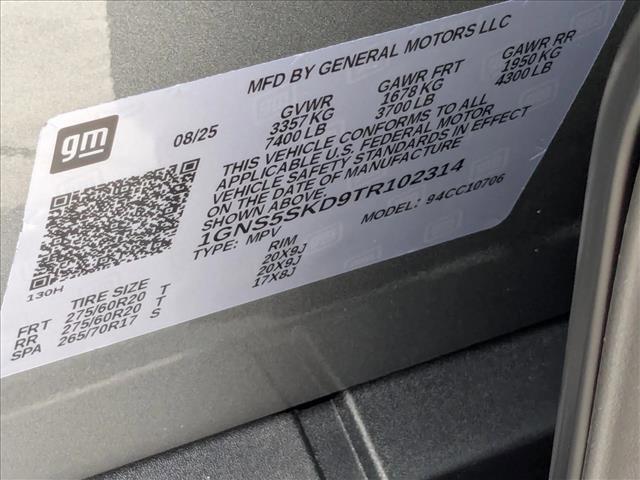 MFD BY GENERAL MOTORS LLC
gm
08/25
GVWR
3357 KG
7400 LB
GAWR FRT
1678 KG
3700 LB
GAWR RR
1950 KG
4300 LB
THIS VEHICLE CONFORMS TO ALL
APPLICABLE U.S. FEDERAL MOTOR
VEHICLE SAFETY STANDARDS IN EFFECT
ON THE DATE OF MANUFACTURE
SHOWN ABOVE.
1GNS5SKD9TR102314
TYPE: MPV
MODEL: 94CC10706
130H
TIRE SIZE RIM
FRT 275/60R20 T 20X9J
RR 275/60R20 T 20X9J
SPA 265/70R17 S 17X8J